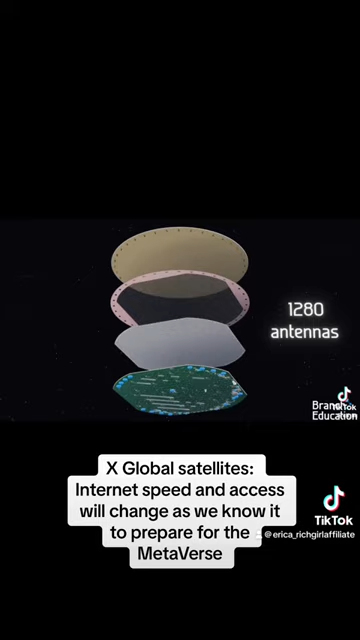 1280
antennas
Branch
Education
TikTok
X Global satellites:
Internet speed and access
will change as we know it
to prepare for the
MetaVerse
TikTok
@erica_richgirlaffiliate